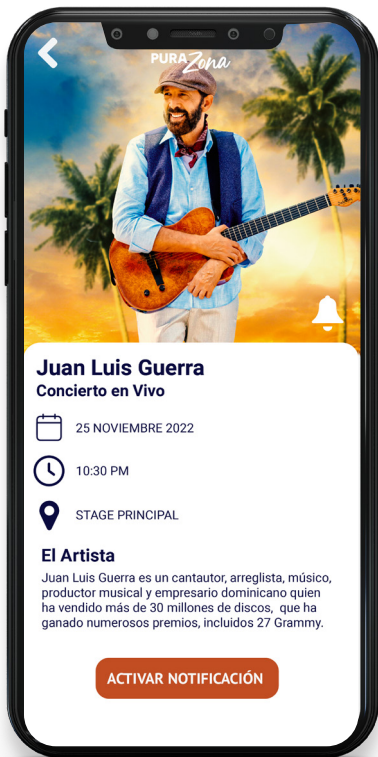 PURA Zona
Juan Luis Guerra
Concierto en Vivo
25 NOVIEMBRE 2022
10:30 PM
STAGE PRINCIPAL
El Artista
Juan Luis Guerra es un cantautor, arreglista, músico,
productor musical y empresario dominicano quien
ha vendido más de 30 millones de discos, que ha
ganado numerosos premios, incluidos 27 Grammy.
ACTIVAR NOTIFICACIÓN